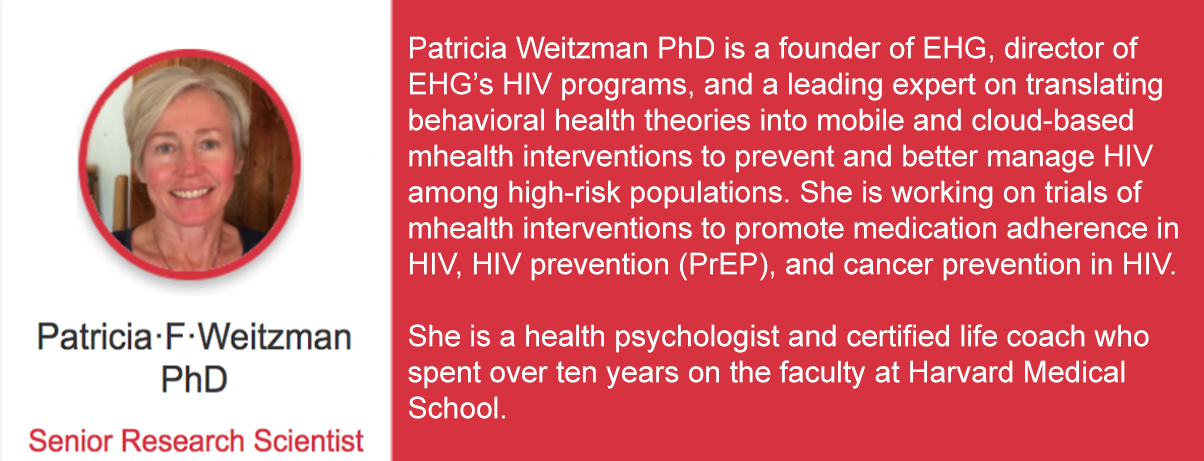 Patricia·F·Weitzman
PhD
Senior Research Scientist
Patricia Weitzman PhD is a founder of EHG, director of
EHG’s HIV programs, and a leading expert on translating
behavioral health theories into mobile and cloud-based
mhealth interventions to prevent and better manage HIV
among high-risk populations. She is working on trials of
mhealth interventions to promote medication adherence in
HIV, HIV prevention (PrEP), and cancer prevention in HIV.
She is a health psychologist and certified life coach who
spent over ten years on the faculty at Harvard Medical
School.